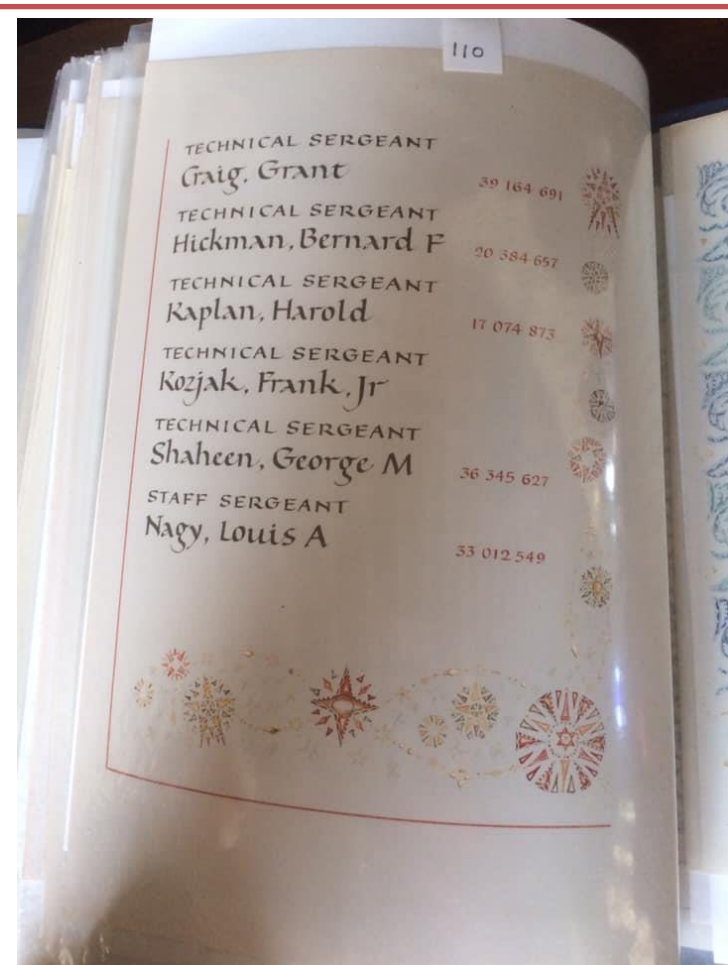 110
TECHNICAL SERGEANT
Craig, Grant 39 164 691
TECHNICAL SERGEANT
Hickman, Bernard F 20 384 657
TECHNICAL SERGEANT
Kaplan, Harold 17 074 873
TECHNICAL SERGEANT
Kozjak, Frank, Jr
TECHNICAL SERGEANT
Shaheen, George M 36 345 627
STAFF SERGEANT
Nagy, Louis A 33 012 549